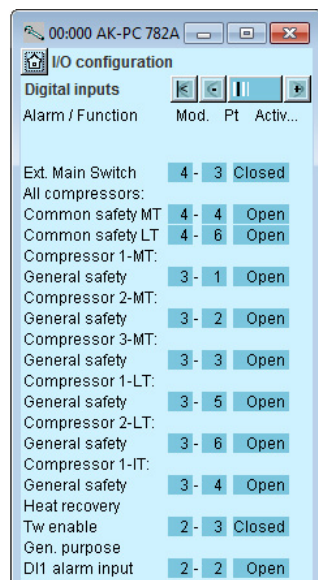 00:000 AK-PC 782A
I/O configuration
Digital inputs
Alarm / Function Mod. Pt Activ...
Ext. Main Switch 4 - 3 Closed
All compressors:
Common safety MT 4 - 4 Open
Common safety LT 4 - 6 Open
Compressor 1-MT:
General safety 3 - 1 Open
Compressor 2-MT:
General safety 3 - 2 Open
Compressor 3-MT:
General safety 3 - 3 Open
Compressor 1-LT:
General safety 3 - 5 Open
Compressor 2-LT:
General safety 3 - 6 Open
Compressor 1-IT:
General safety 3 - 4 Open
Heat recovery
Tw enable 2 - 3 Closed
Gen. purpose
DI1 alarm input 2 - 2 Open